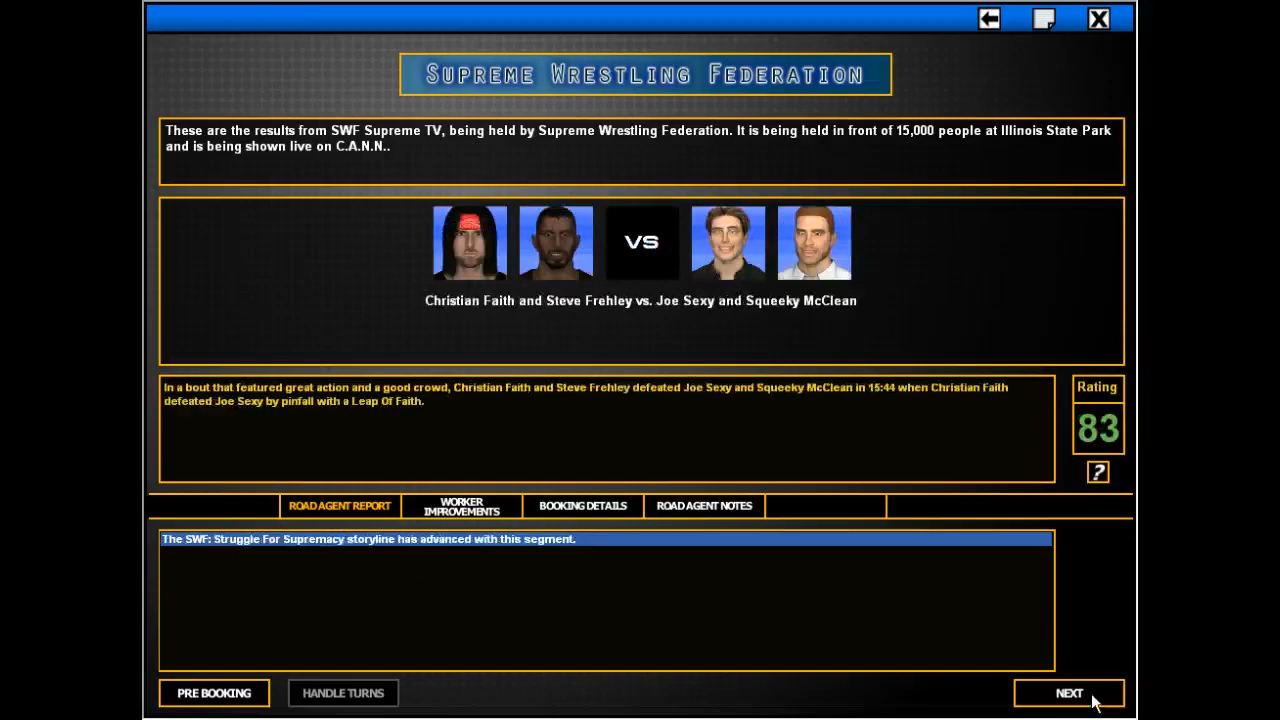 SUPREME WRESTLING FEDERATION
These are the results from SWF Supreme TV, being held by Supreme Wrestling Federation. It is being held in front of 15,000 people at Illinois State Park
and is being shown live on C.A.N.N..
VS
Christian Faith and Steve Frehley vs. Joe Sexy and Squeeky McClean
In a bout that featured great action and a good crowd, Christian Faith and Steve Frehley defeated Joe Sexy and Squeeky McClean in 15:44 when Christian Faith
defeated Joe Sexy by pinfall with a Leap Of Faith.
Rating
83
?
ROAD AGENT REPORT
WORKER
IMPROVEMENTS
BOOKING DETAILS
ROAD AGENT NOTES
The SWF: Struggle For Supremacy storyline has advanced with this segment.
PRE BOOKING
HANDLE TURNS
NEXT